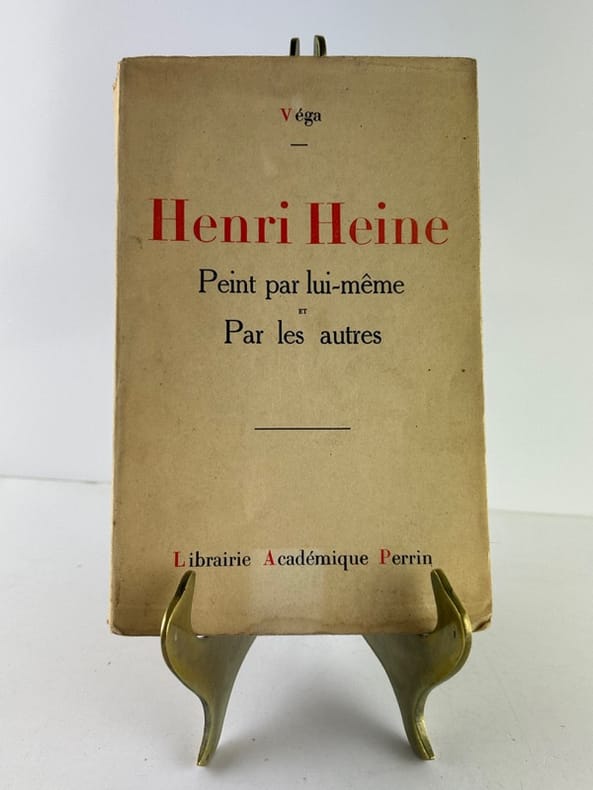 Véga
Henri Heine
Peint par lui-même
ET
Par les autres
Librairie Académique Perrin